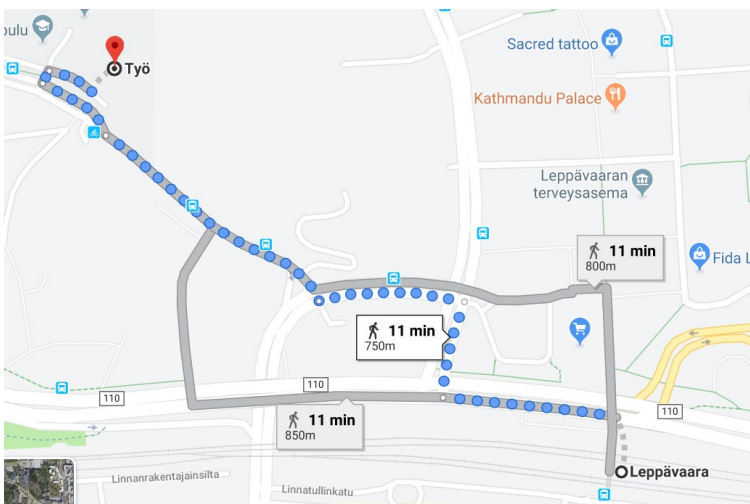 oulu
Työ
Sacred tattoo
Kathmandu Palace
Leppävaaran
terveysasema
11 min
800m
Fida L
11 min
750m
110
110
110
11 min
850m
Leppävaara
Linnanrakentajainsilta
Linnatullinkatu